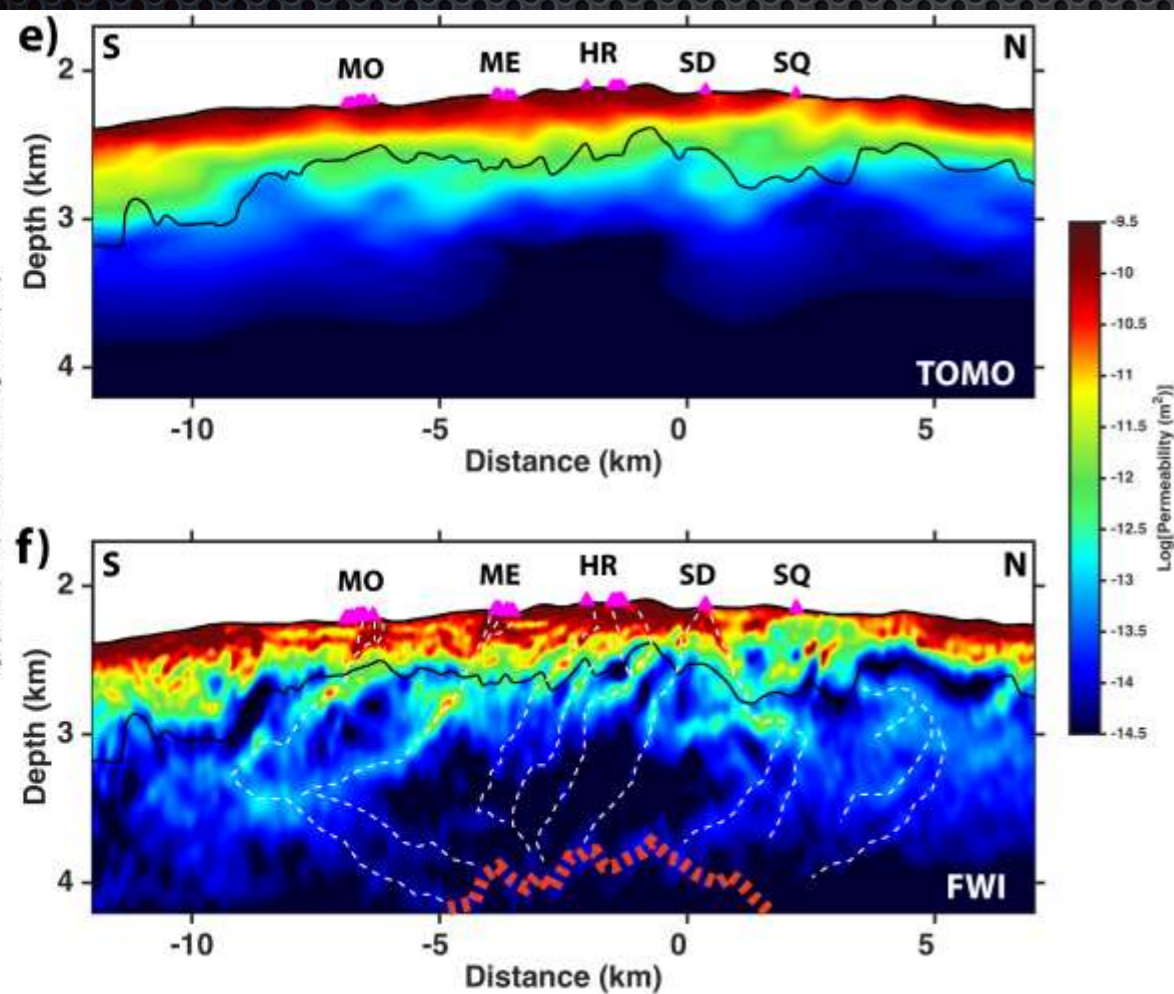 e)
S
MO
ME
HR
SD
SQ
N
2
3
4
Depth (km)
TOMO
-10
-5
0
5
Distance (km)
f)
S
MO
ME
HR
SD
SQ
N
2
3
4
Depth (km)
FWI
-10
-5
0
5
Distance (km)
-9.5
-10
-10.5
-11
-11.5
-12
-12.5
-13
-13.5
-14
-14.5
Log[Permeability (m²)]